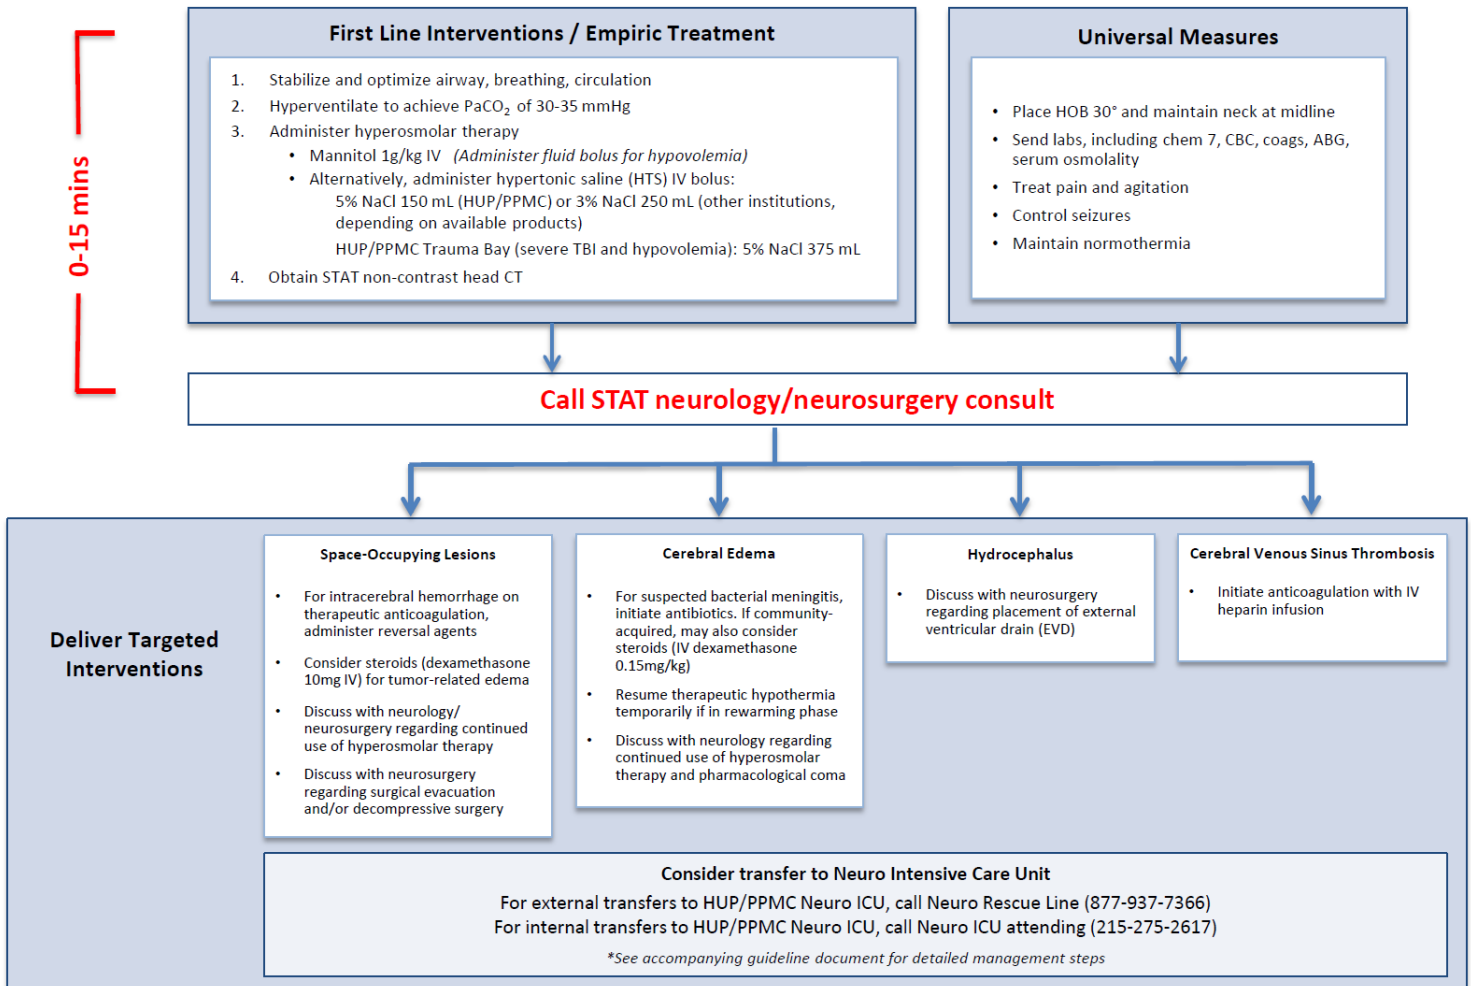 0-15 mins
First Line Interventions / Empiric Treatment
1. Stabilize and optimize airway, breathing, circulation
2. Hyperventilate to achieve PaCO₂ of 30-35 mmHg
3. Administer hyperosmolar therapy
• Mannitol 1g/kg IV (Administer fluid bolus for hypovolemia)
• Alternatively, administer hypertonic saline (HTS) IV bolus:
5% NaCl 150 mL (HUP/PPMC) or 3% NaCl 250 mL (other institutions,
depending on available products)
HUP/PPMC Trauma Bay (severe TBI and hypovolemia): 5% NaCl 375 mL
4. Obtain STAT non-contrast head CT
Universal Measures
• Place HOB 30° and maintain neck at midline
• Send labs, including chem 7, CBC, coags, ABG,
serum osmolality
• Treat pain and agitation
• Control seizures
• Maintain normothermia
Call STAT neurology/neurosurgery consult
Deliver Targeted
Interventions
Space-Occupying Lesions
• For intracerebral hemorrhage on
therapeutic anticoagulation,
administer reversal agents
• Consider steroids (dexamethasone
10mg IV) for tumor-related edema
• Discuss with neurology/
neurosurgery regarding continued
use of hyperosmolar therapy
• Discuss with neurosurgery
regarding surgical evacuation
and/or decompressive surgery
Cerebral Edema
• For suspected bacterial meningitis,
initiate antibiotics. If community-
acquired, may also consider
steroids (IV dexamethasone
0.15mg/kg)
• Resume therapeutic hypothermia
temporarily if in rewarming phase
• Discuss with neurology regarding
continued use of hyperosmolar
therapy and pharmacological coma
Hydrocephalus
• Discuss with neurosurgery
regarding placement of external
ventricular drain (EVD)
Cerebral Venous Sinus Thrombosis
• Initiate anticoagulation with IV
heparin infusion
Consider transfer to Neuro Intensive Care Unit
For external transfers to HUP/PPMC Neuro ICU, call Neuro Rescue Line (877-937-7366)
For internal transfers to HUP/PPMC Neuro ICU, call Neuro ICU attending (215-275-2617)
*See accompanying guideline document for detailed management steps